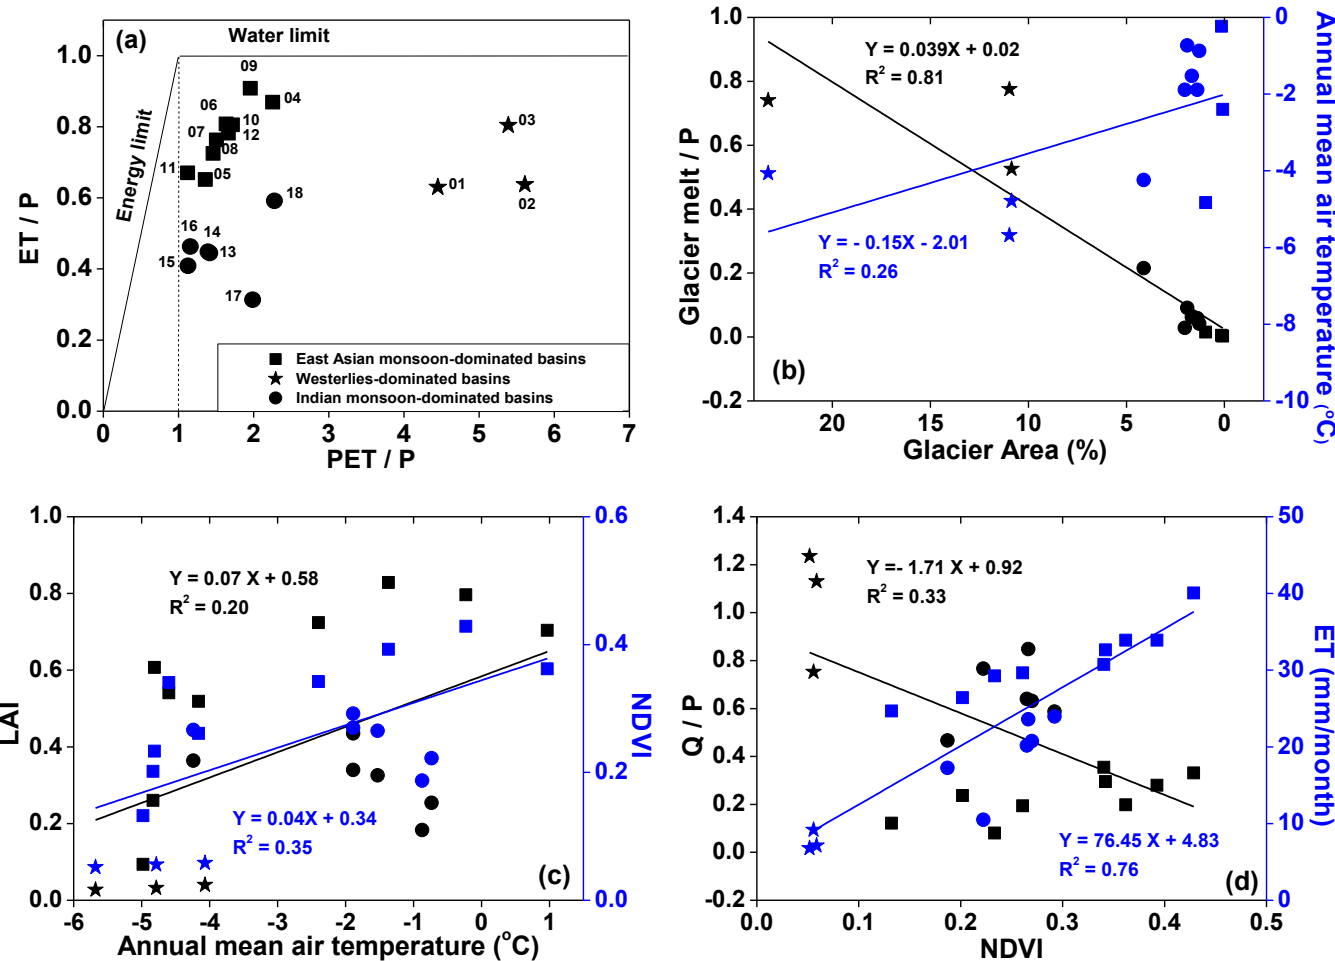 (a)
Water limit
Energy limit
1.0
0.8
0.6
0.4
0.2
0.0
ET / P
09
04
06
10
07
12
08
11
05
18
16
14
13
15
17
03
01
02
East Asian monsoon-dominated basins
Westerlies-dominated basins
Indian monsoon-dominated basins
0 1 2 3 4 5 6 7
PET / P
1.0
0.8
0.6
0.4
0.2
0.0
-0.2
Glacier melt / P
Y = 0.039X + 0.02
R² = 0.81
Y = - 0.15X - 2.01
R² = 0.26
(b)
0
-2
-4
-6
-8
-10
Annual mean air temperature (°C)
20 15 10 5 0
Glacier Area (%)
1.0
0.8
0.6
0.4
0.2
0.0
LAI
Y = 0.07 X + 0.58
R² = 0.20
Y = 0.04X + 0.34
R² = 0.35
(c)
0.6
0.4
0.2
0.0
NDVI
-6 -5 -4 -3 -2 -1 0 1
Annual mean air temperature (°C)
1.4
1.2
1.0
0.8
0.6
0.4
0.2
0.0
-0.2
Q / P
Y =- 1.71 X + 0.92
R² = 0.33
Y = 76.45 X + 4.83
R² = 0.76
(d)
50
40
30
20
10
0
ET (mm/month)
0.0 0.1 0.2 0.3 0.4 0.5
NDVI